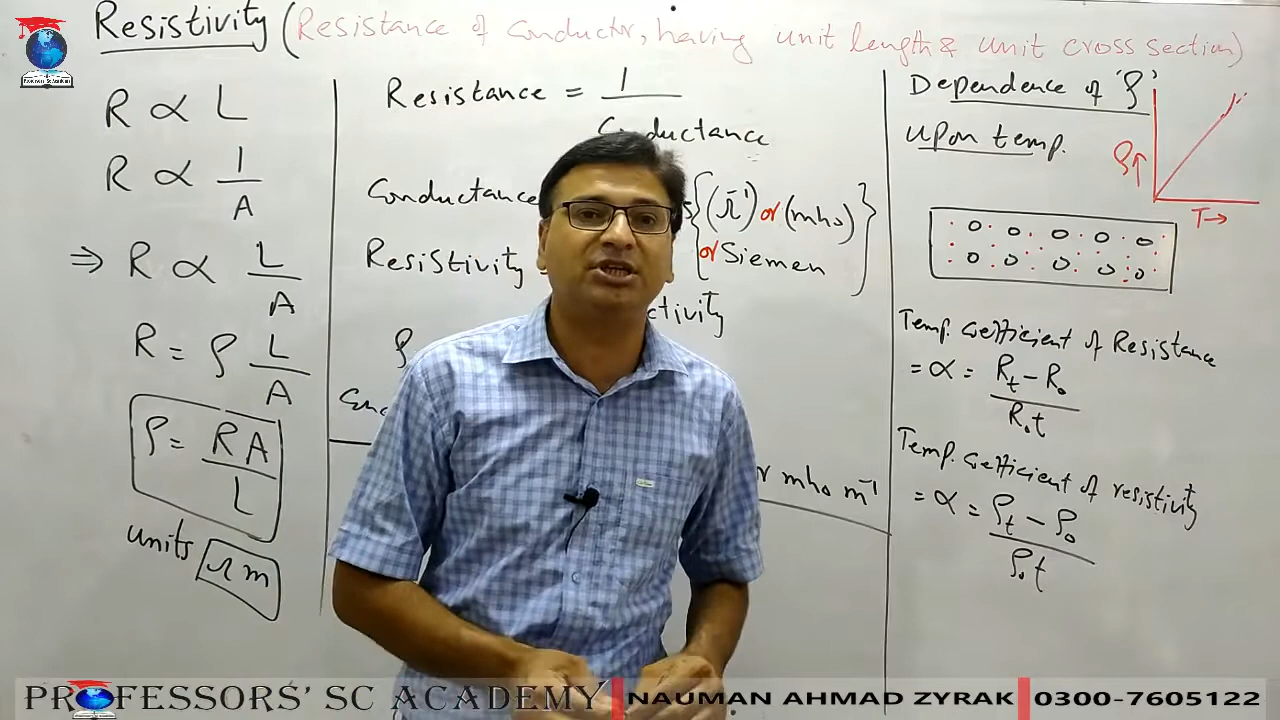 Resistivity (Resistance of conductor, having unit length & unit cross section)
R ∝ L
R ∝ 1/A
⇒ R ∝ L/A
R = ρ L/A
ρ = RA/L
units Ω m
Resistance = 1/Conductance
Conductance
{(Ω⁻¹) or (mho)
or Siemen}
Resistivity
ctivity
ρ
mho m⁻¹
Dependence of 'ρ'
upon temp.
ρ↑
T→
Temp. coefficient of Resistance
= α = Rt - R₀ / R₀t
Temp. coefficient of resistivity
= α = ρt - ρ₀ / ρ₀t
PROFESSORS' SC ACADEMY NAUMAN AHMAD ZYRAK 0300-7605122